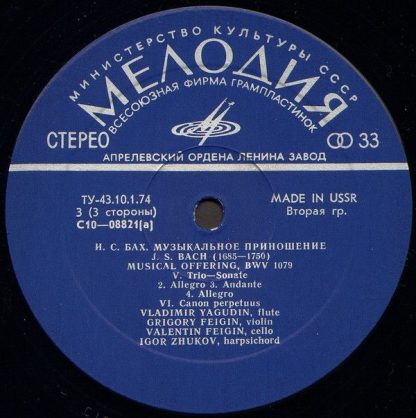 МИНИСТЕРСТВО КУЛЬТУРЫ СССР
МЕЛОДИЯ
ВСЕСОЮЗНАЯ ФИРМА ГРАМПЛАСТИНОК
СТЕРЕО
33
АПРЕЛЕВСКИЙ ОРДЕНА ЛЕНИНА ЗАВОД
ТУ-43.10.1.74
MADE IN USSR
3 (3 стороны)
Вторая гр.
С10—08821(a)
И. С. БАХ. МУЗЫКАЛЬНОЕ ПРИНОШЕНИЕ
J. S. BACH (1685—1750)
MUSICAL OFFERING, BWV 1079
V. Trio—Sonate
2. Allegro 3. Andante
4. Allegro
VI. Canon perpetuus
VLADIMIR YAGUDIN, flute
GRIGORY FEIGIN, violin
VALENTIN FEIGIN, cello
IGOR ZHUKOV, harpsichord